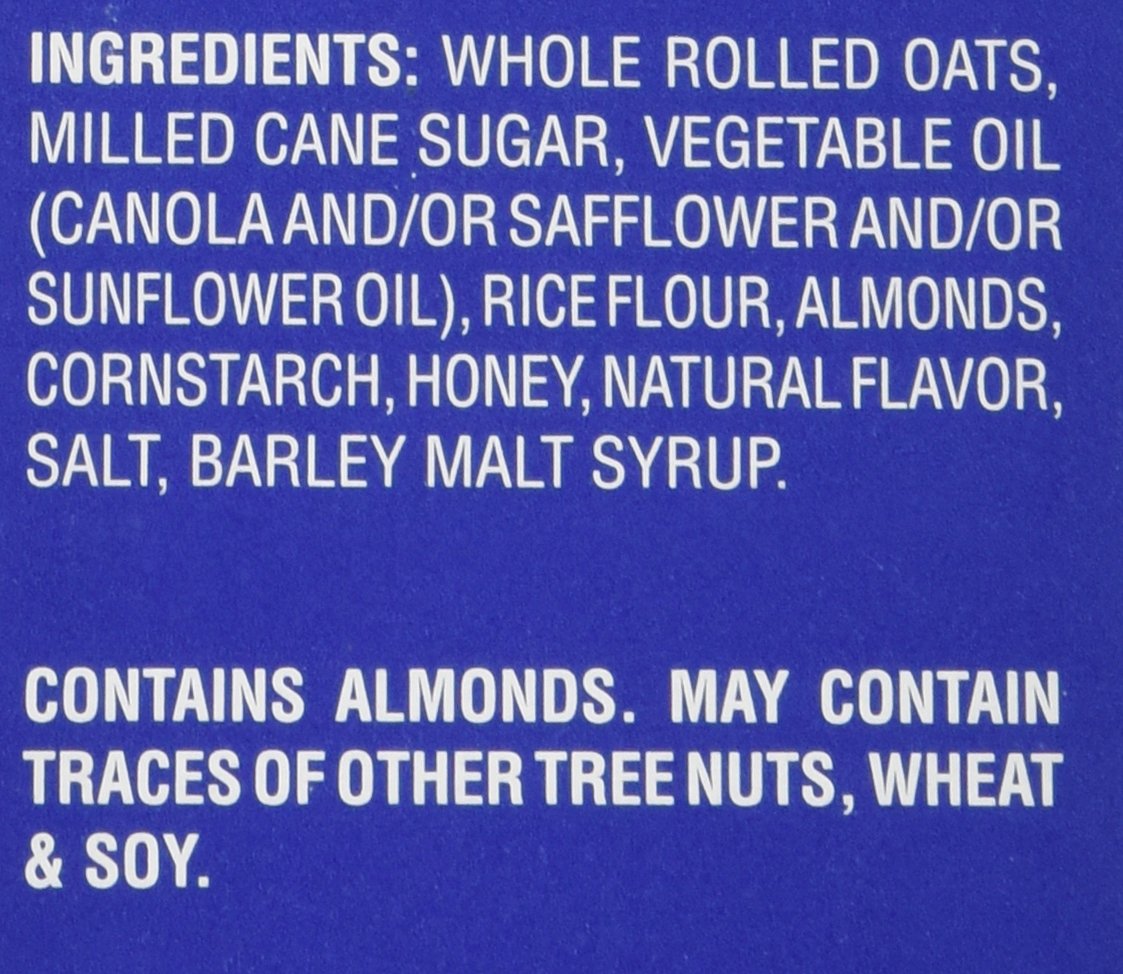 INGREDIENTS: WHOLE ROLLED OATS,
MILLED CANE SUGAR, VEGETABLE OIL
(CANOLA AND/OR SAFFLOWER AND/OR
SUNFLOWER OIL), RICE FLOUR, ALMONDS,
CORNSTARCH, HONEY, NATURAL FLAVOR,
SALT, BARLEY MALT SYRUP.
CONTAINS ALMONDS. MAY CONTAIN
TRACES OF OTHER TREE NUTS, WHEAT
& SOY.